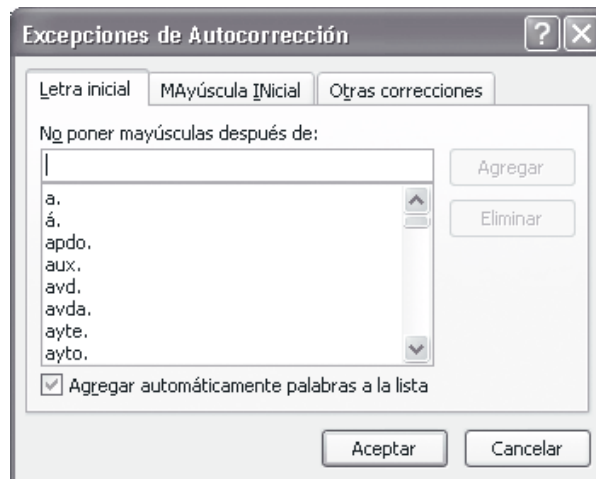 Excepciones de Autocorrección
Letra inicial MAyúscula INicial Otras correcciones
No poner mayúsculas después de:
Agregar
Eliminar
a.
á.
apdo.
aux.
avd.
avda.
ayte.
ayto.
Agregar automáticamente palabras a la lista
Aceptar Cancelar